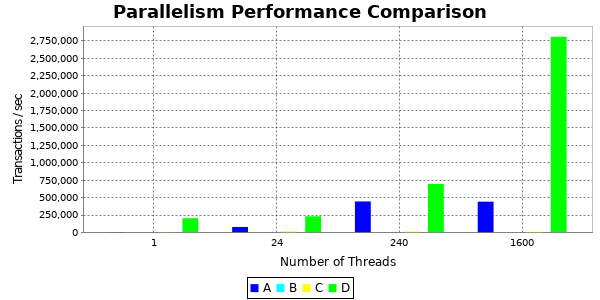 Parallelism Performance Comparison
Transactions / sec
2,750,000
2,500,000
2,250,000
2,000,000
1,750,000
1,500,000
1,250,000
1,000,000
750,000
500,000
250,000
0
1 24 240 1600
Number of Threads
A B C D